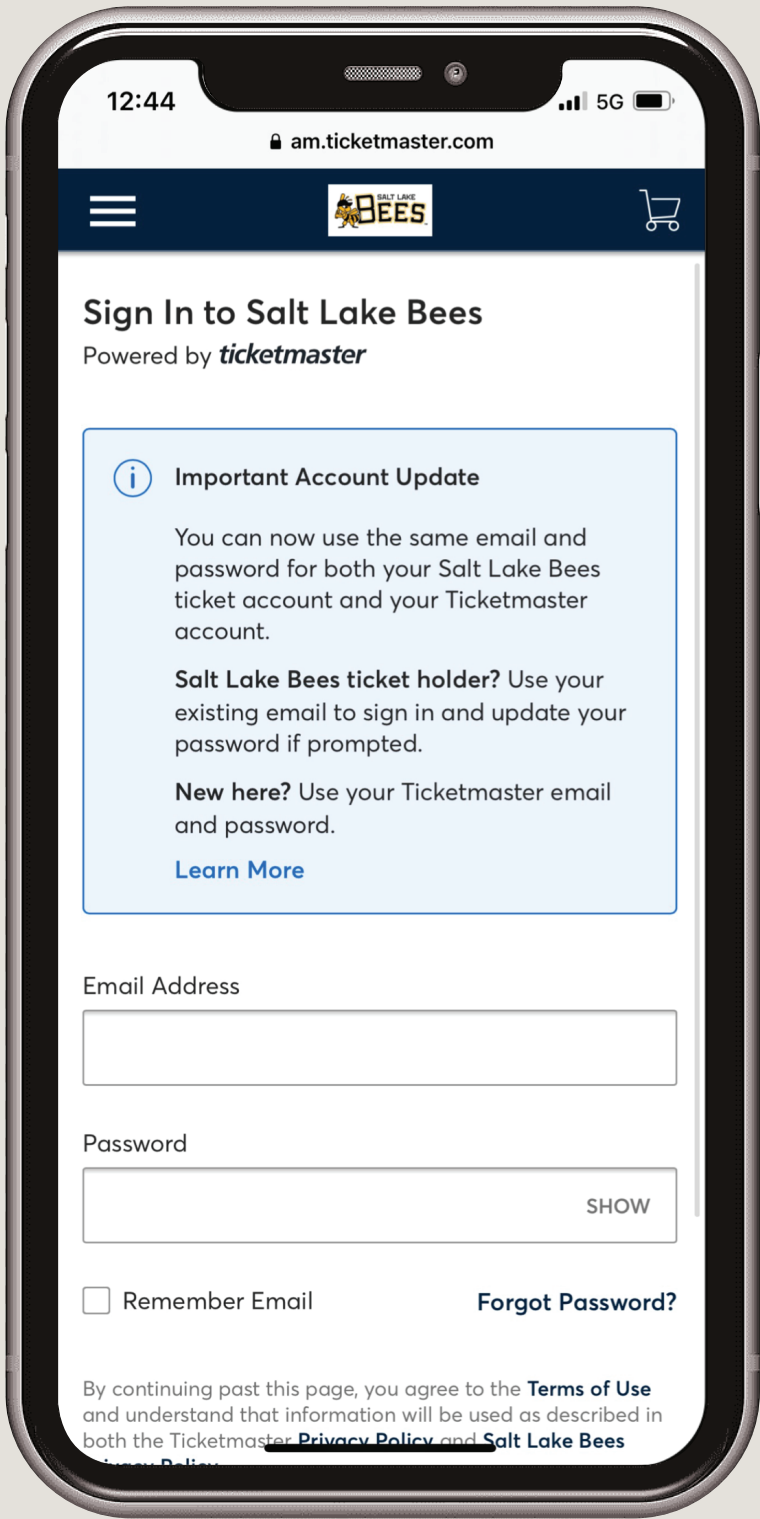 12:44
5G
am.ticketmaster.com
SALT LAKE
BEES
Sign In to Salt Lake Bees
Powered by ticketmaster
Important Account Update
You can now use the same email and
password for both your Salt Lake Bees
ticket account and your Ticketmaster
account.
Salt Lake Bees ticket holder? Use your
existing email to sign in and update your
password if prompted.
New here? Use your Ticketmaster email
and password.
Learn More
Email Address
Password
SHOW
Remember Email
Forgot Password?
By continuing past this page, you agree to the Terms of Use
and understand that information will be used as described in
both the Ticketmaster Privacy Policy and Salt Lake Bees
Privacy Policy